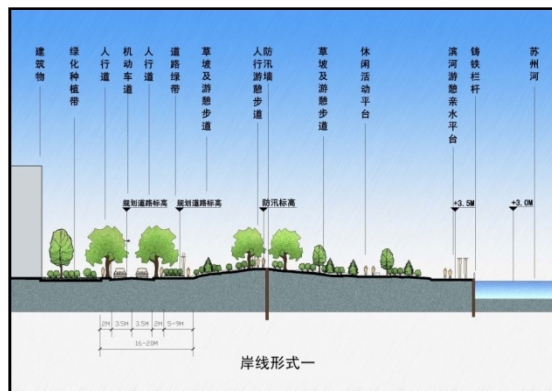 建筑物
绿化种植带
人行道
机动车道
人行道
道路绿带
草坡及游憩步道
人行游憩步道
防汛墙
草坡及游憩步道
休闲活动平台
滨河游憩亲水平台
铸铁栏杆
苏州河
规划道路标高
规划道路标高
防汛标高
+3.5M
+3.0M
2M
3.5M
3.5M
2M
5-9M
16-20M
岸线形式一